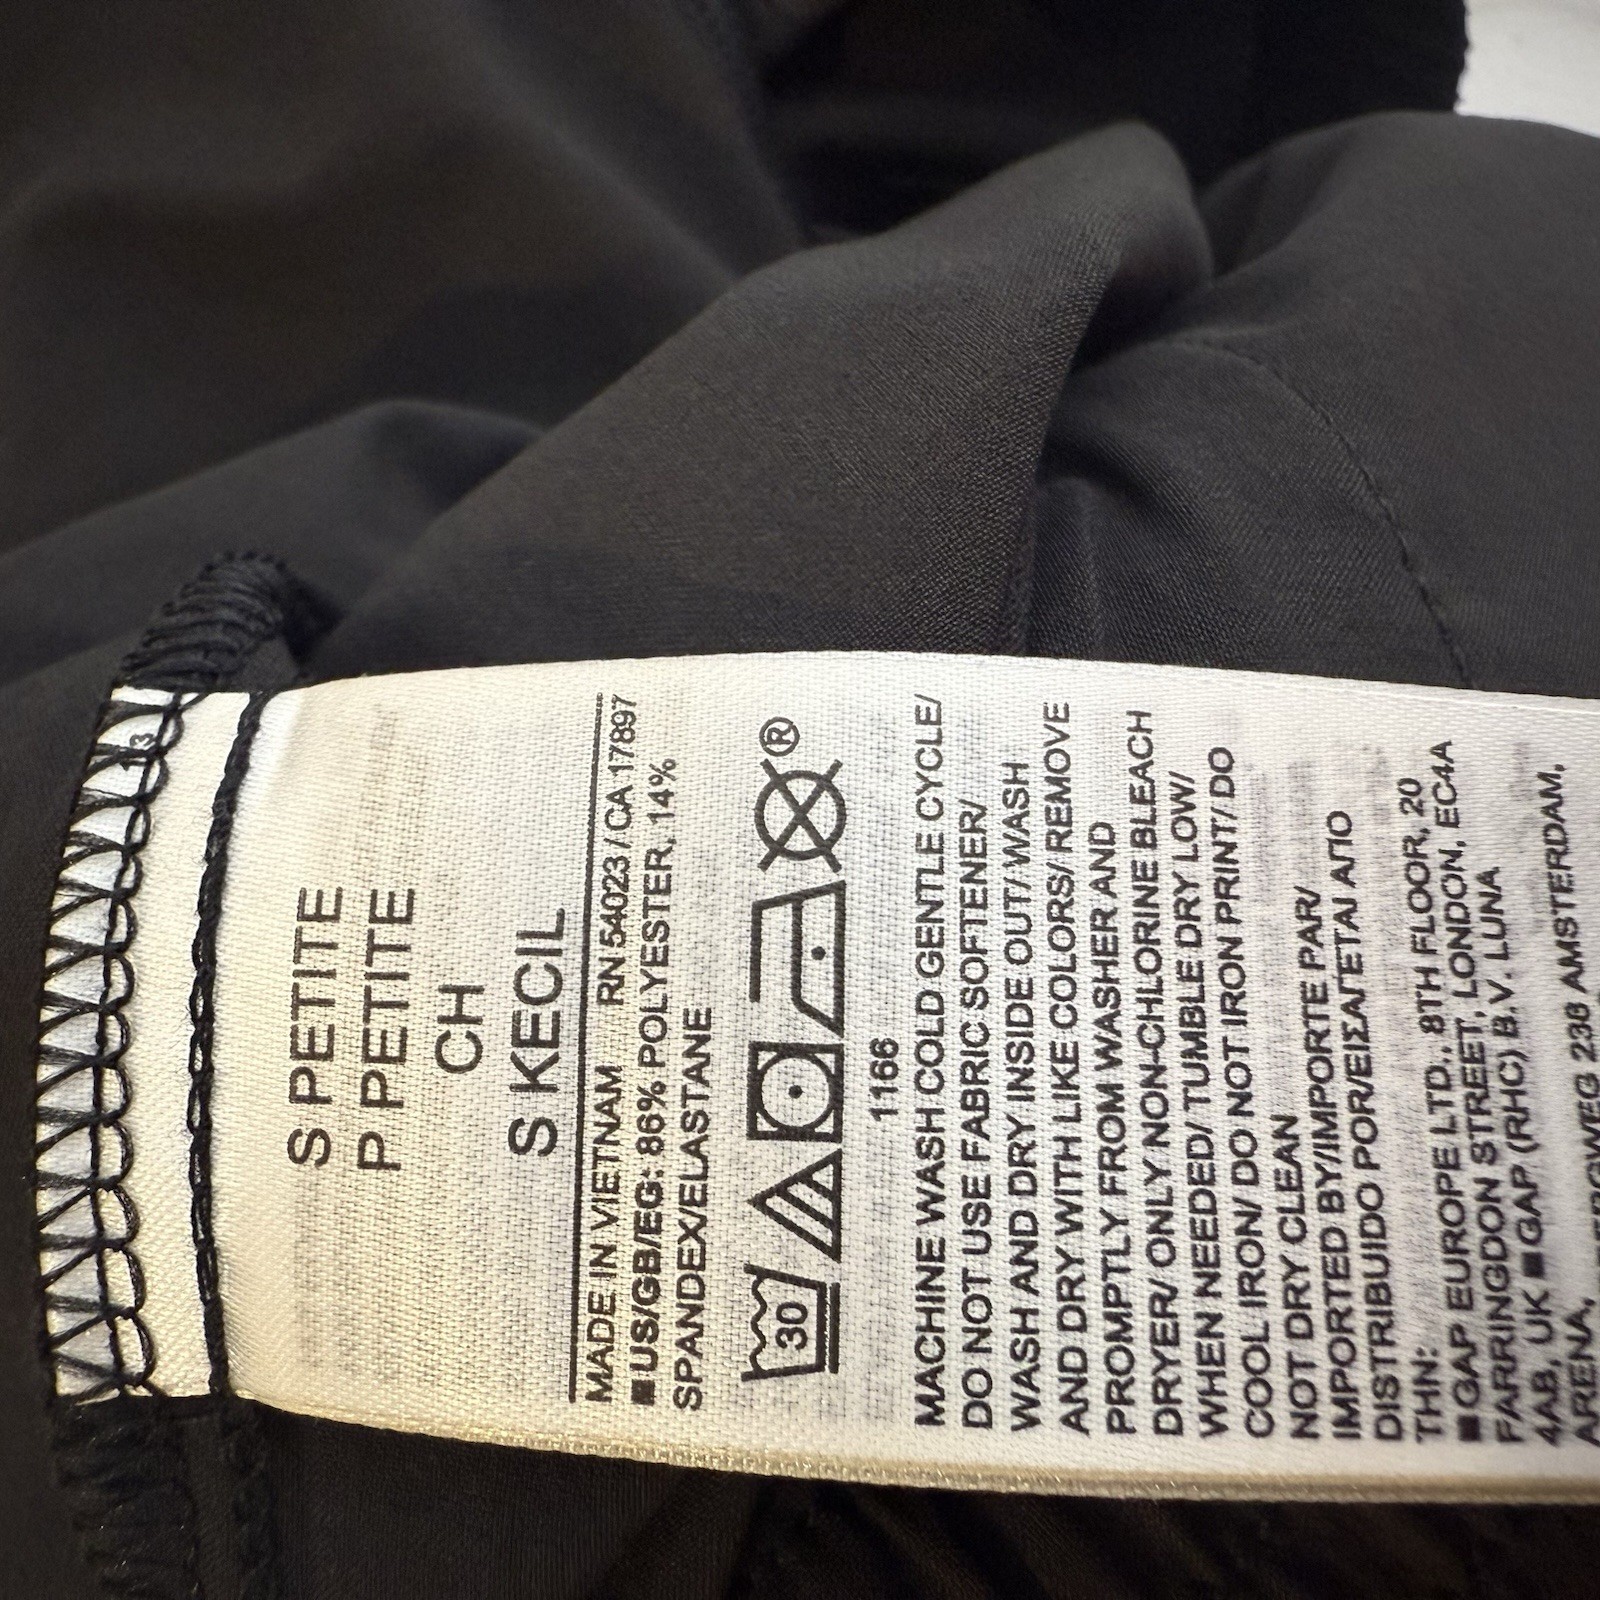 13
S PETITE
P PETITE
CH
S KECIL
MADE IN VIETNAM RN 54023 / CA 17897
■US/GB/EG: 86% POLYESTER, 14%
SPANDEX/ELASTANE
30 ®
1166
MACHINE WASH COLD GENTLE CYCLE/
DO NOT USE FABRIC SOFTENER/
WASH AND DRY INSIDE OUT/ WASH
AND DRY WITH LIKE COLORS/ REMOVE
PROMPTLY FROM WASHER AND
DRYER/ ONLY NON-CHLORINE BLEACH
WHEN NEEDED/ TUMBLE DRY LOW/
COOL IRON/ DO NOT IRON PRINT/ DO
NOT DRY CLEAN
IMPORTED BY/IMPORTE PAR/
DISTRIBUIDO POR/ΕΙΣΑΓΕΤΑΙ ΑΠΟ
THN:
■GAP EUROPE LTD., 8TH FLOOR, 20
FARRINGDON STREET, LONDON, EC4A
4AB, UK ■GAP (RHC) B.V. LUNA
ARENA, 238 AMSTERDAM,